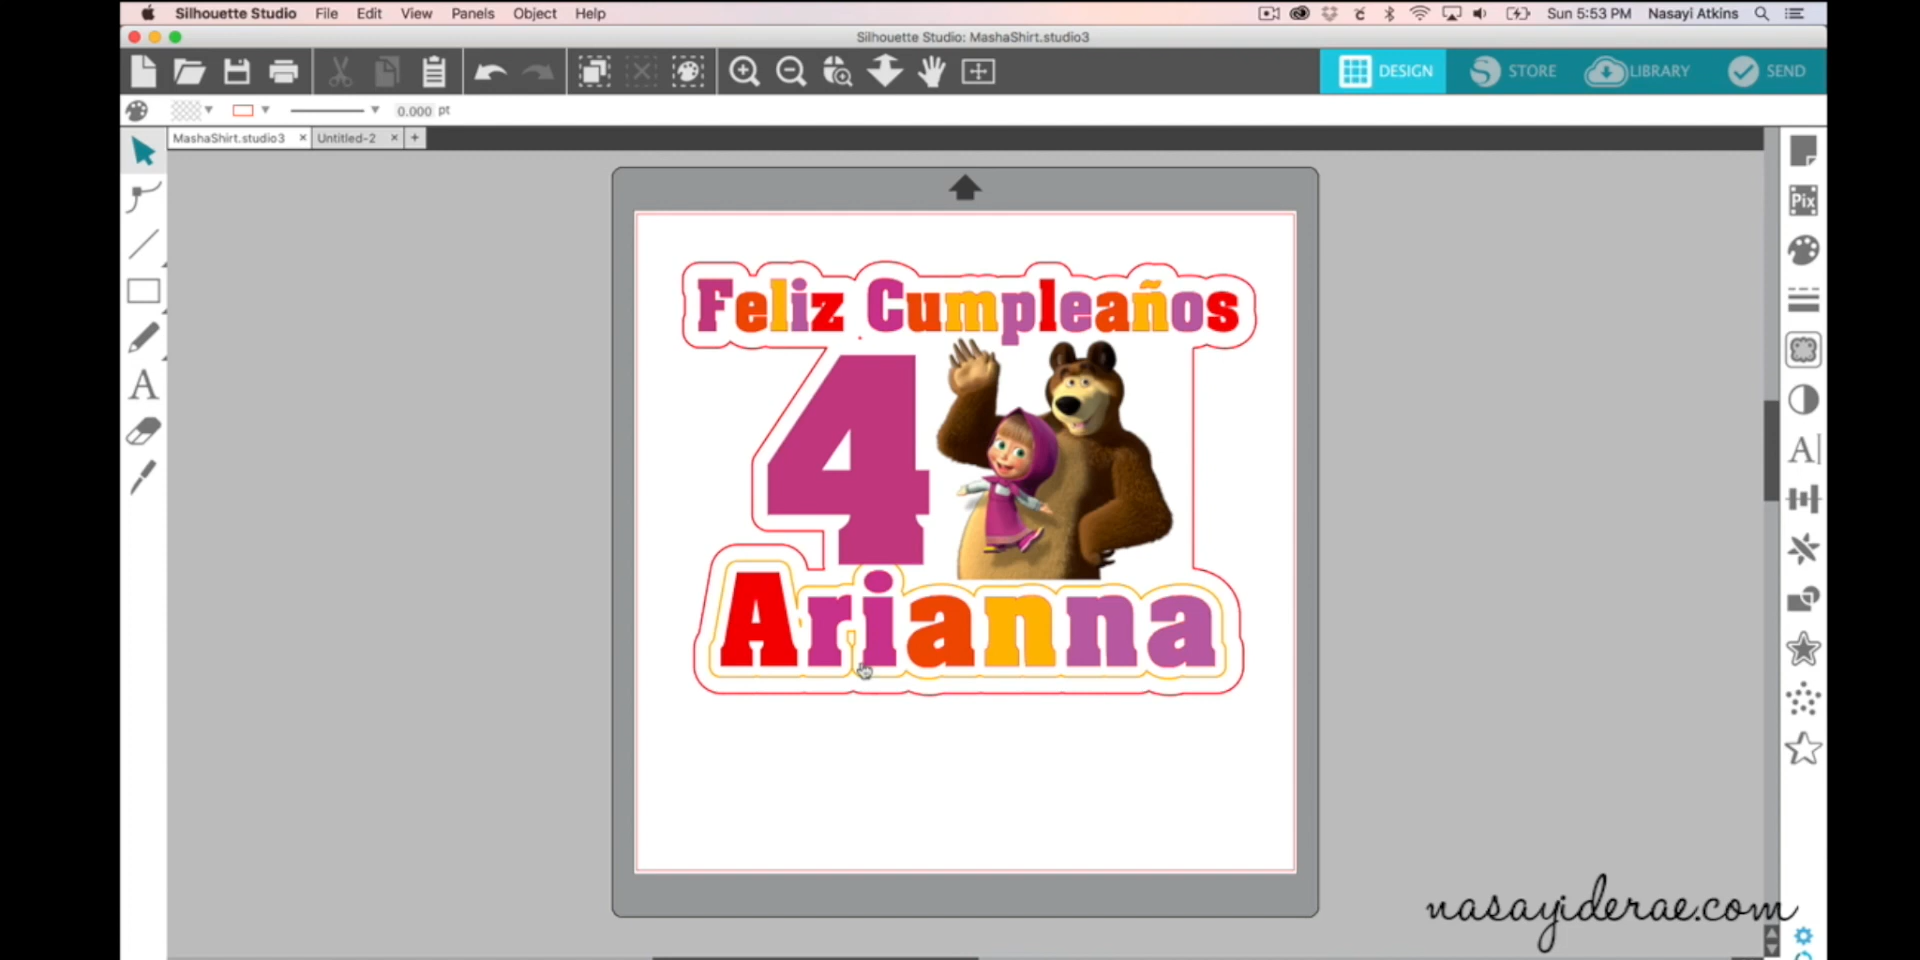 Silhouette Studio File Edit View Panels Object Help Sun 5:53 PM Nasayi Atkins
Silhouette Studio: MashaShirt.studio3
DESIGN STORE LIBRARY SEND
0.000 pt
MashaShirt.studio3 × Untitled-2 × +
Pix
Feliz Cumpleaños
4
Arianna
nasayiderae.com